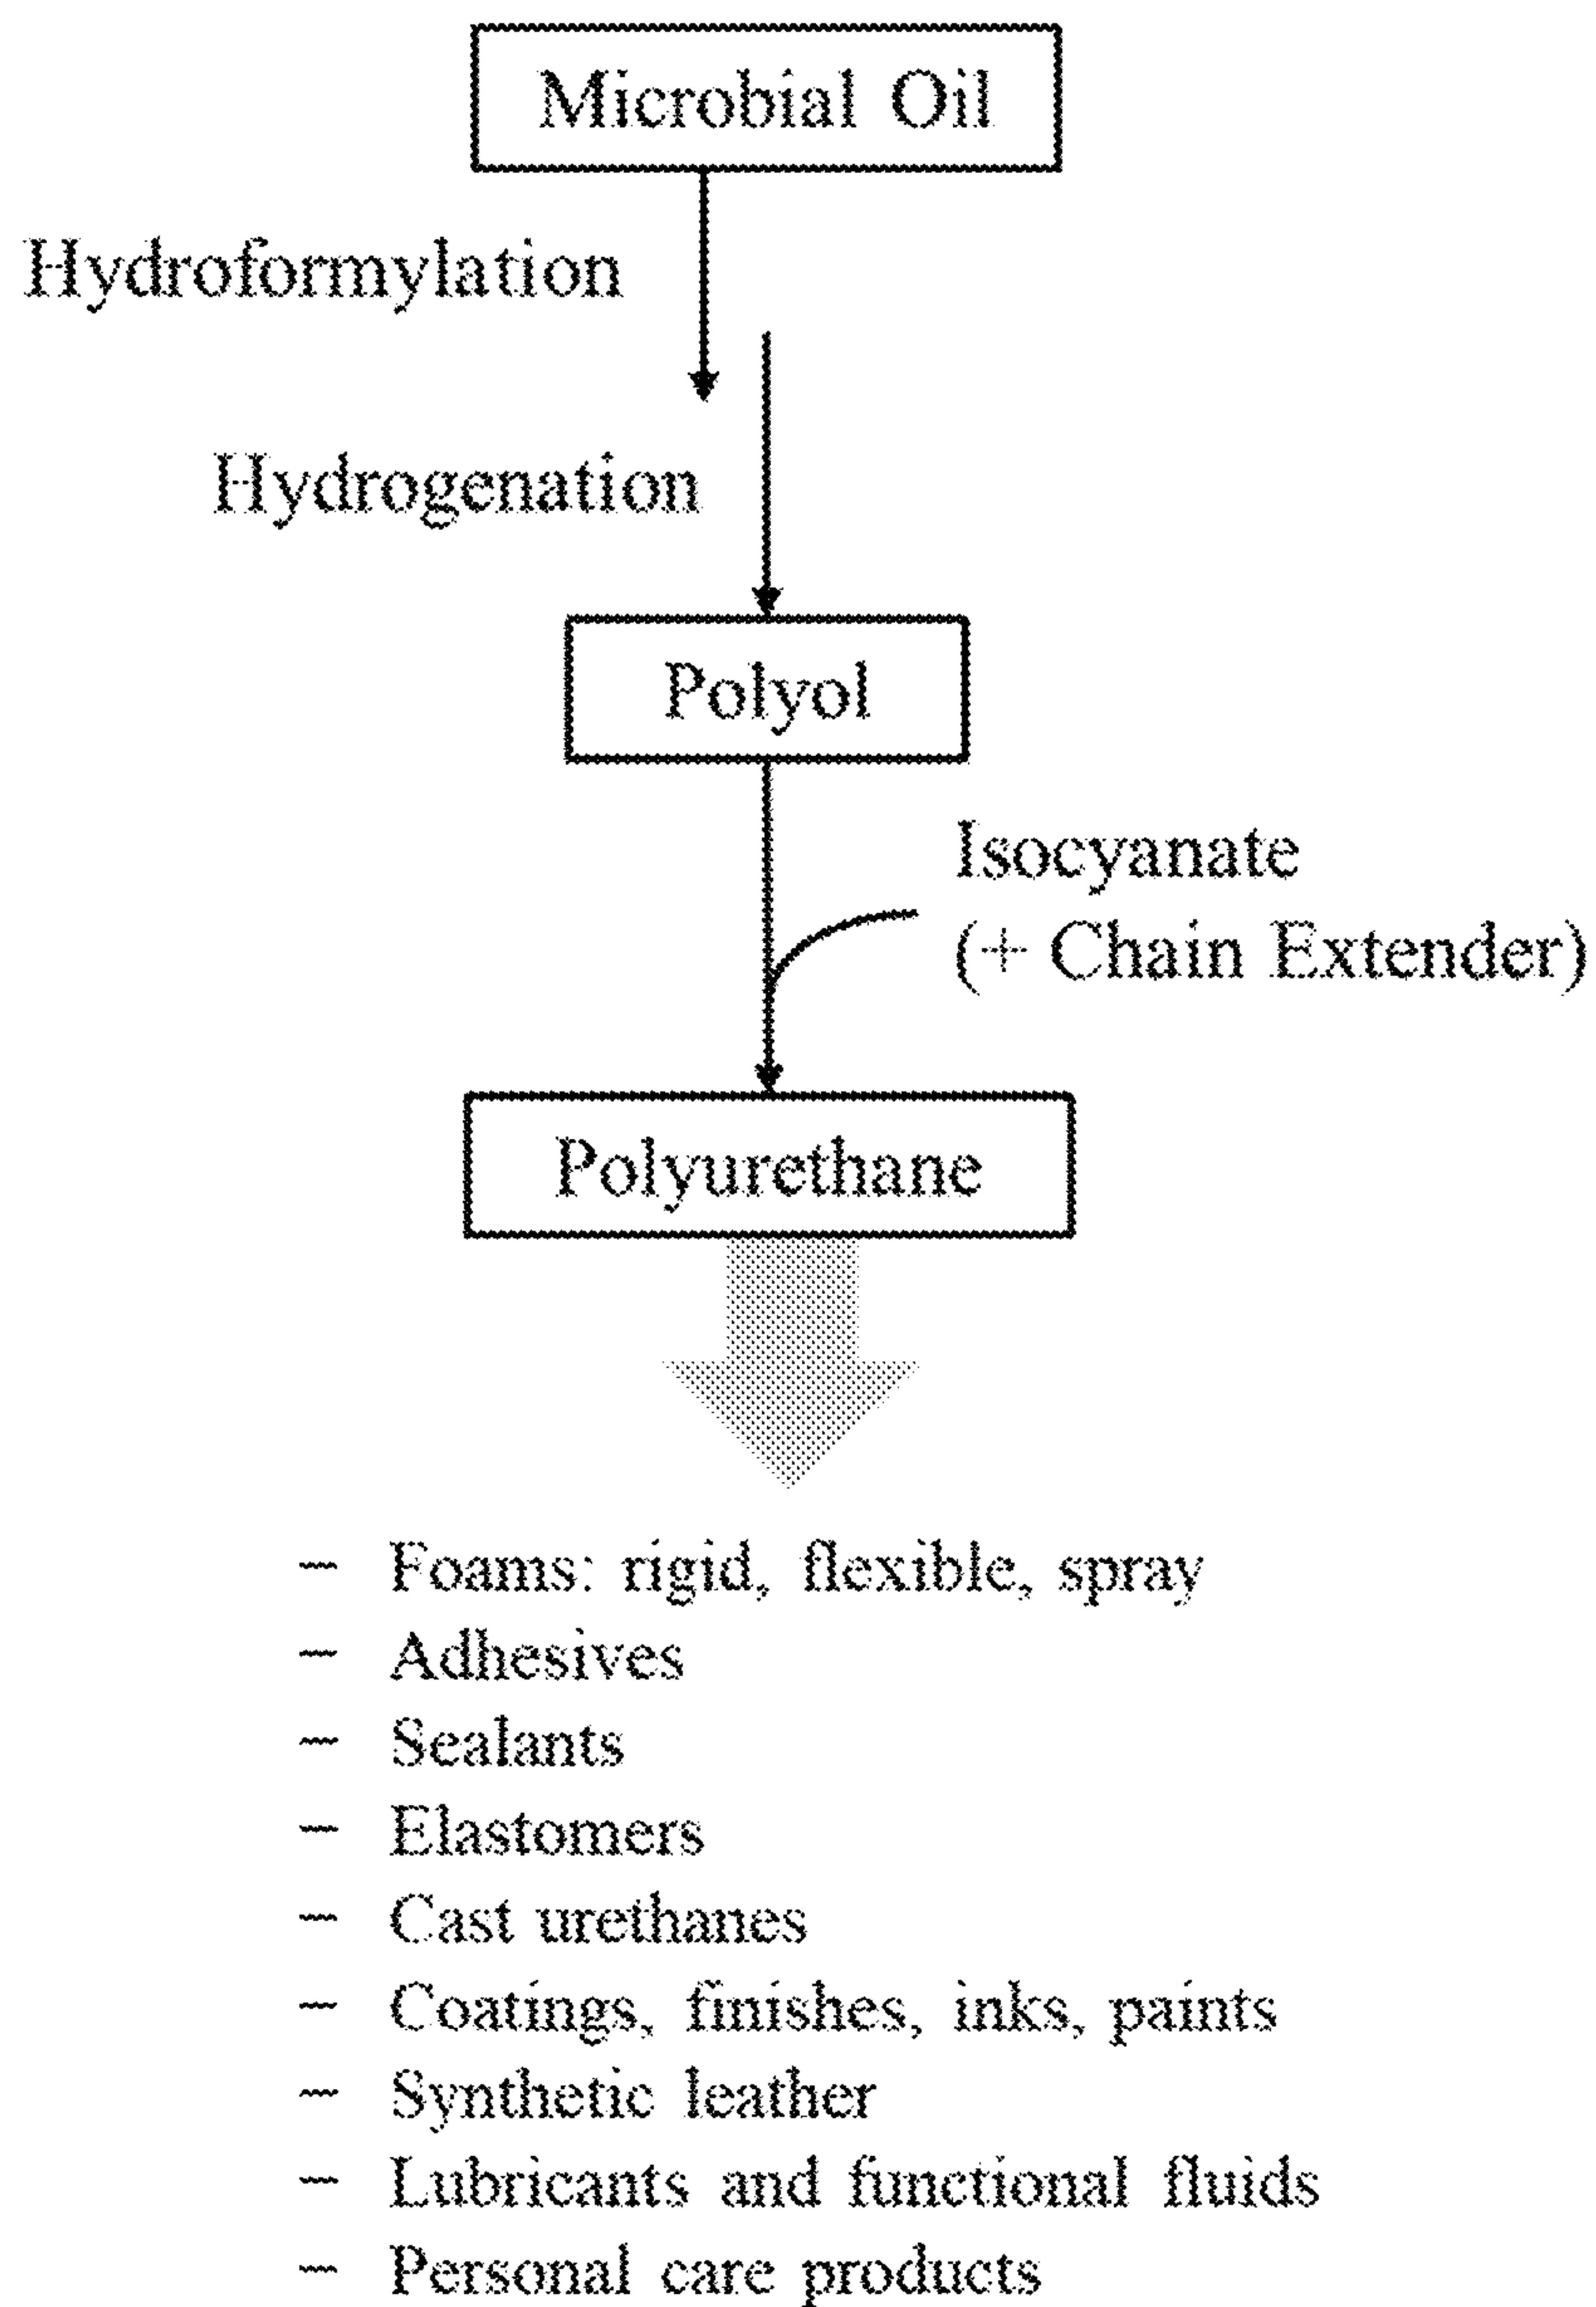 Microbial Oil
Hydroformylation
Hydrogenation
Polyol
Isocyanate
(+ Chain Extender)
Polyurethane
– Foams: rigid, flexible, spray
– Adhesives
– Sealants
– Elastomers
– Cast urethanes
– Coatings, finishes, inks, paints
– Synthetic leather
– Lubricants and functional fluids
– Personal care products